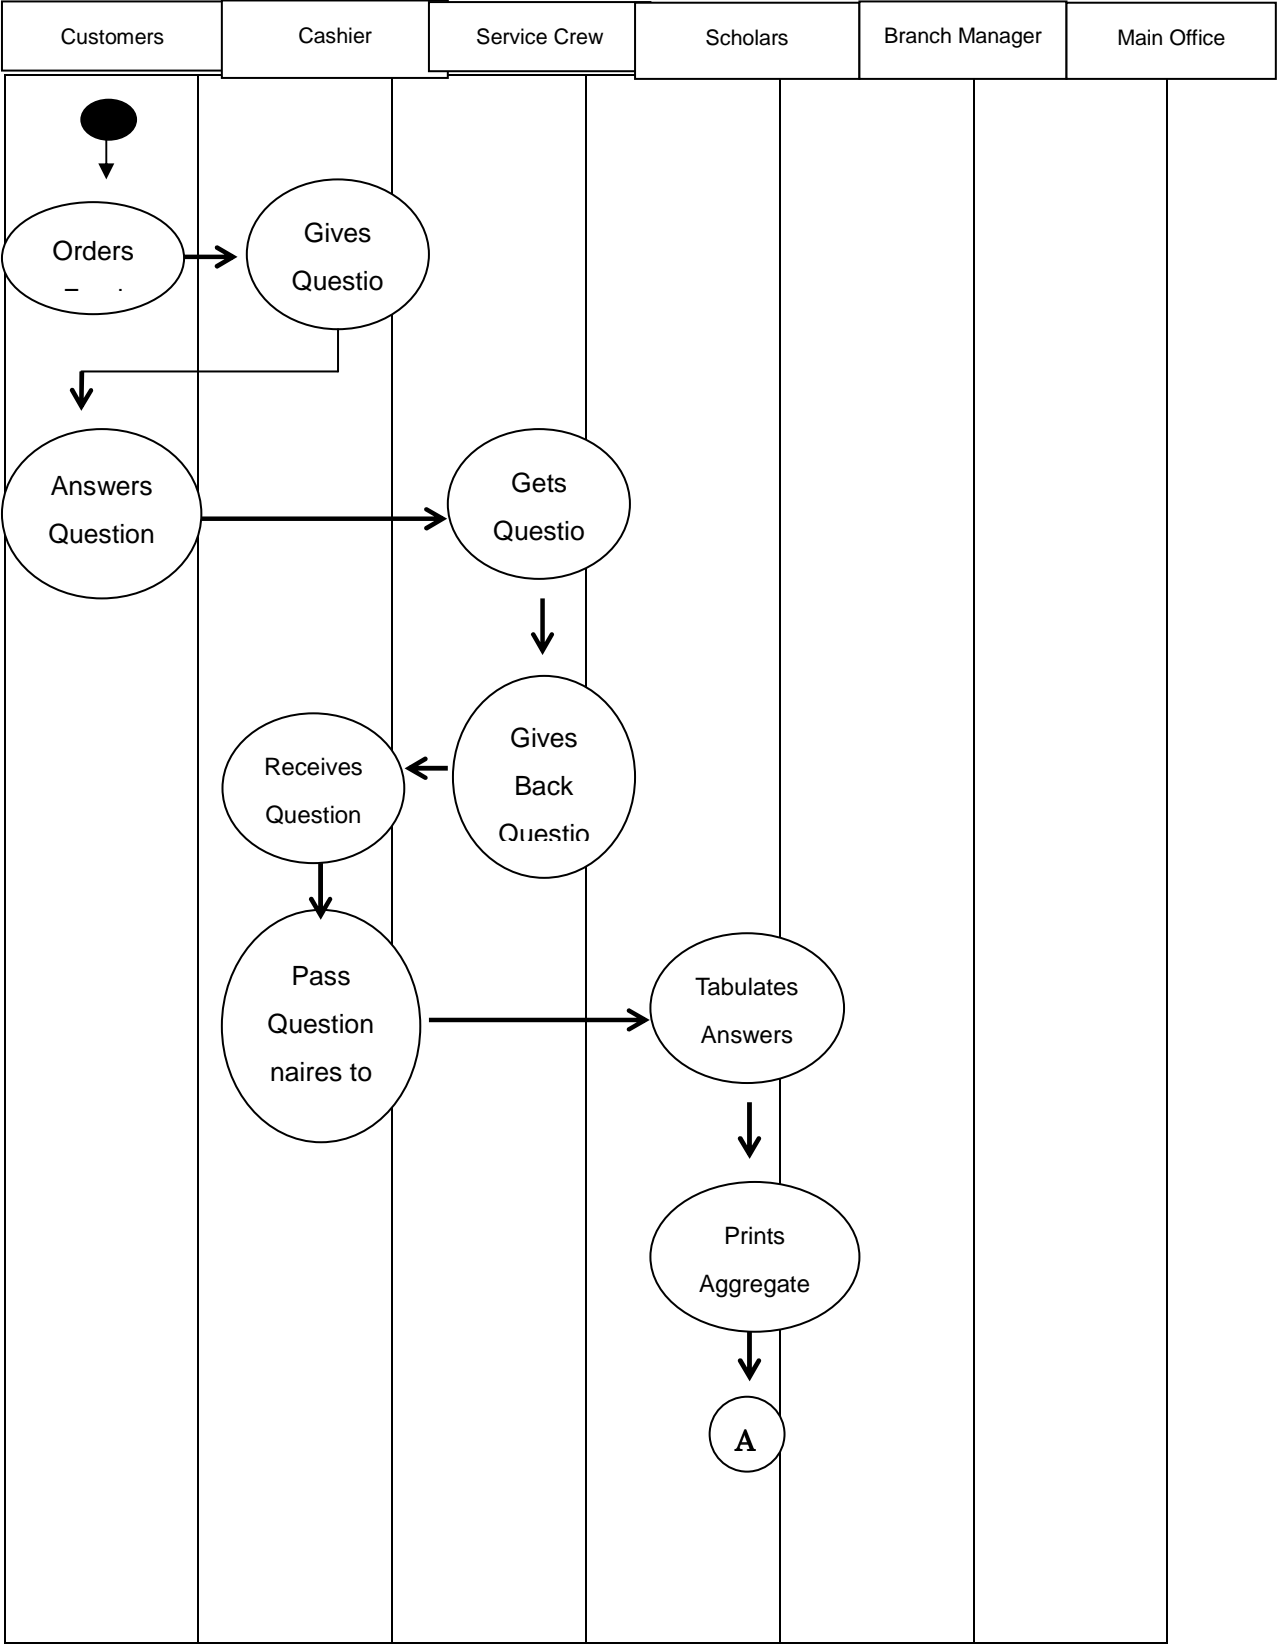 Customers
Cashier
Service Crew
Scholars
Branch Manager
Main Office
Orders
Gives
Questio
Answers
Question
Gets
Questio
Gives
Back
Questio
Receives
Question
Pass
Question
naires to
Tabulates
Answers
Prints
Aggregate
A